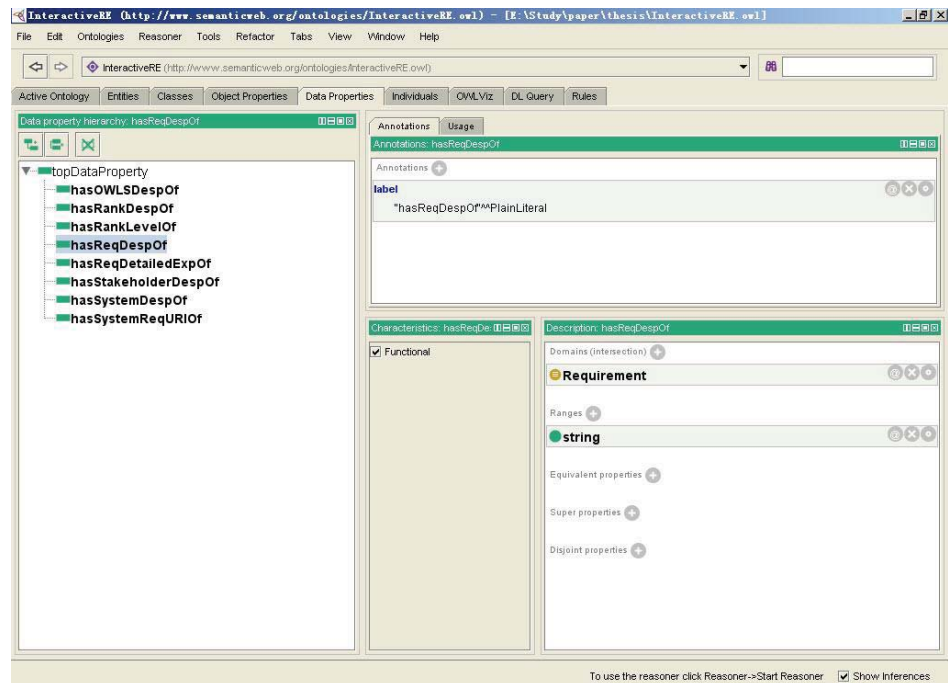 InteractiveRE (http://www.semanticweb.org/ontologies/InteractiveRE.owl) - [E:\Study\paper\thesis\InteractiveRE.owl]
File Edit Ontologies Reasoner Tools Refactor Tabs View Window Help
InteractiveRE (http://www.semanticweb.org/ontologies/InteractiveRE.owl)
Active Ontology Entities Classes Object Properties Data Properties Individuals OWLViz DL Query Rules
Data property hierarchy: hasReqDespOf
topDataProperty
hasOWLSDespOf
hasRankDespOf
hasRankLevelOf
hasReqDespOf
hasReqDetailedExpOf
hasStakeholderDespOf
hasSystemDespOf
hasSystemReqURIOf
Annotations Usage
Annotations: hasReqDespOf
Annotations
label
"hasReqDespOf"^^PlainLiteral
Characteristics: hasReqDe
Functional
Description: hasReqDespOf
Domains (intersection)
Requirement
Ranges
string
Equivalent properties
Super properties
Disjoint properties
To use the reasoner click Reasoner->Start Reasoner Show Inferences